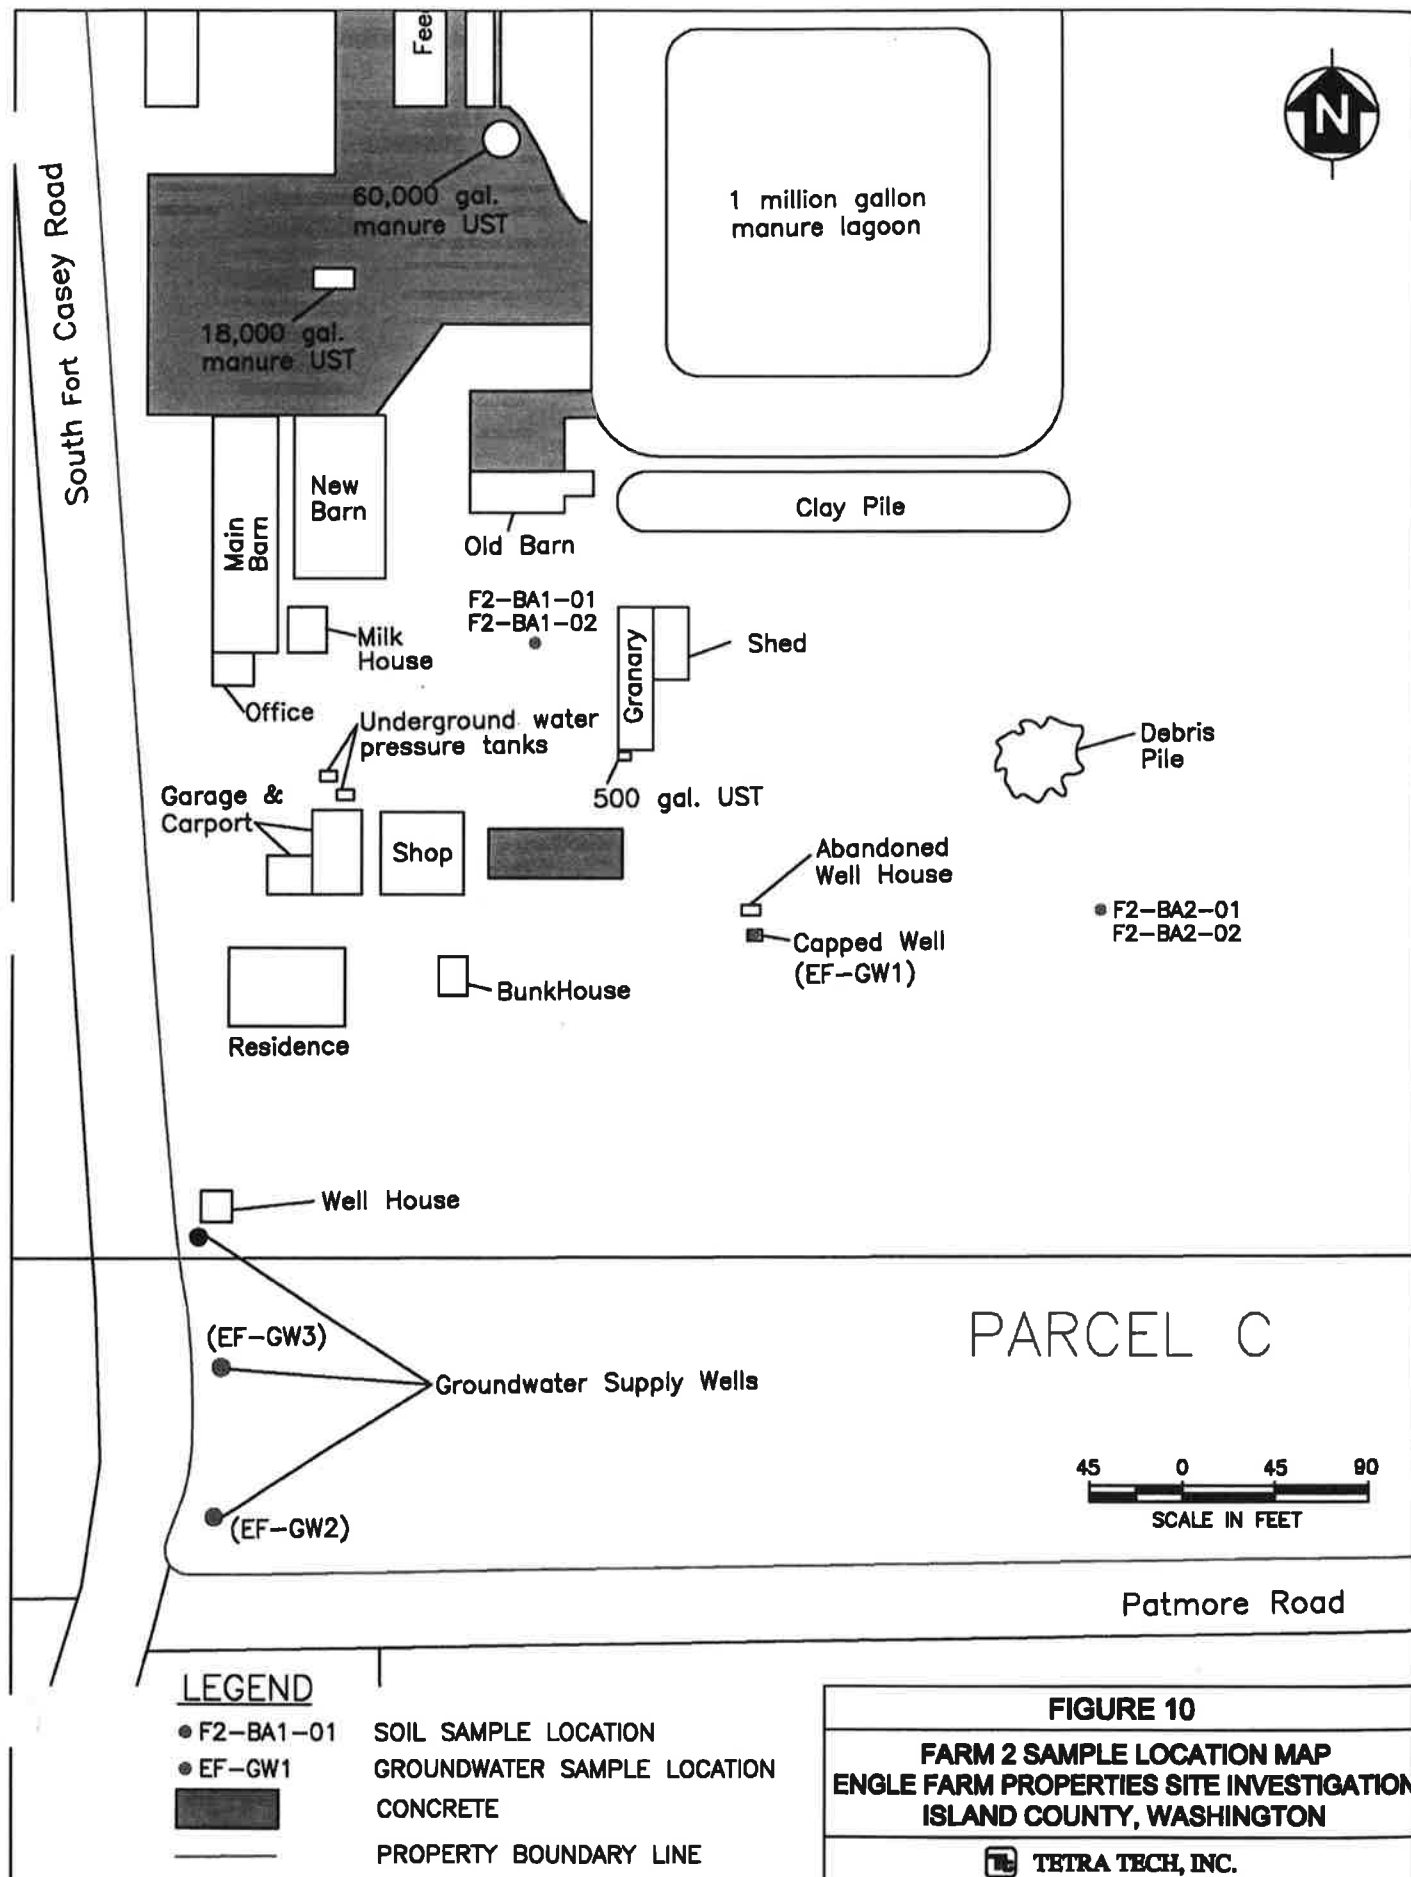 Fee
N
South Fort Casey Road
60,000 gal.
manure UST
1 million gallon
manure lagoon
18,000 gal.
manure UST
Main
Barn
New
Barn
Clay Pile
Old Barn
F2-BA1-01
F2-BA1-02
Milk
House
Granary
Shed
Office
Underground water
pressure tanks
Debris
Pile
500 gal. UST
Garage &
Carport
Shop
Abandoned
Well House
F2-BA2-01
F2-BA2-02
Capped Well
(EF-GW1)
BunkHouse
Residence
Well House
PARCEL C
(EF-GW3)
Groundwater Supply Wells
45 0 45 90
SCALE IN FEET
(EF-GW2)
Patmore Road
LEGEND
F2-BA1-01 SOIL SAMPLE LOCATION
EF-GW1 GROUNDWATER SAMPLE LOCATION
CONCRETE
PROPERTY BOUNDARY LINE
FIGURE 10
FARM 2 SAMPLE LOCATION MAP
ENGLE FARM PROPERTIES SITE INVESTIGATION
ISLAND COUNTY, WASHINGTON
Tt TETRA TECH, INC.